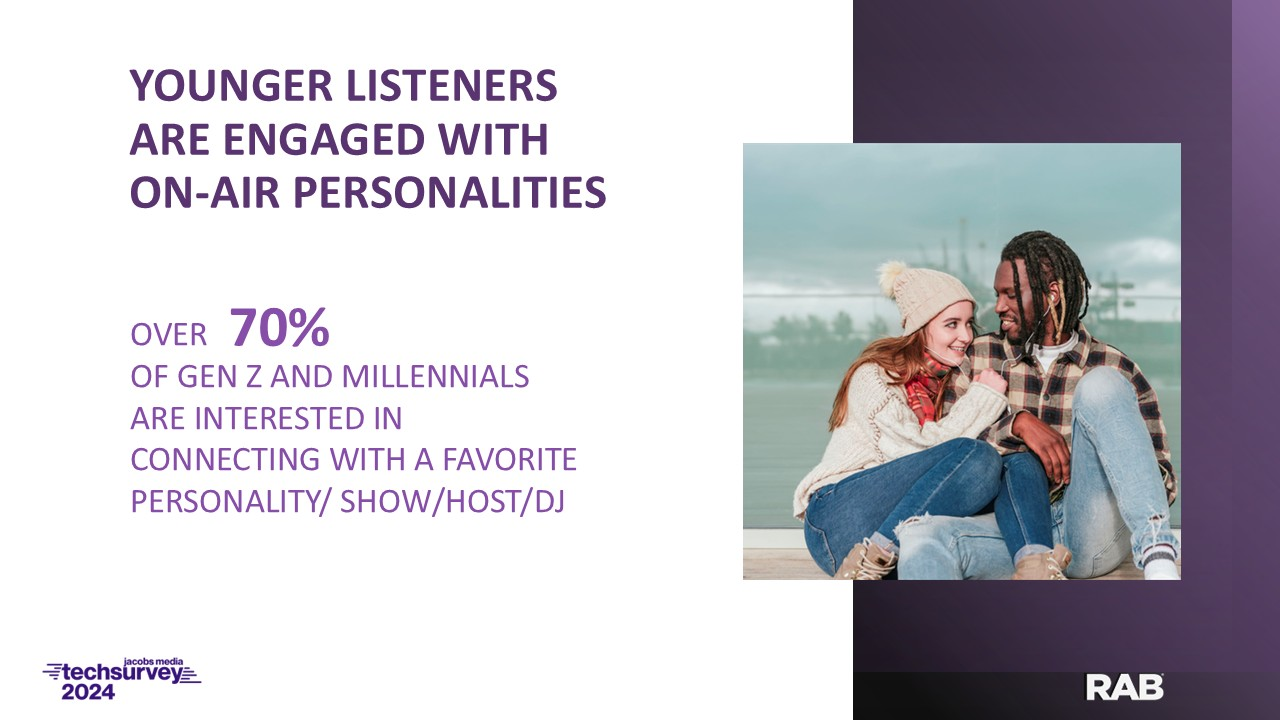 YOUNGER LISTENERS
ARE ENGAGED WITH
ON-AIR PERSONALITIES
OVER 70%
OF GEN Z AND MILLENNIALS
ARE INTERESTED IN
CONNECTING WITH A FAVORITE
PERSONALITY/ SHOW/HOST/DJ
jacobs media
techsurvey
2024
RAB